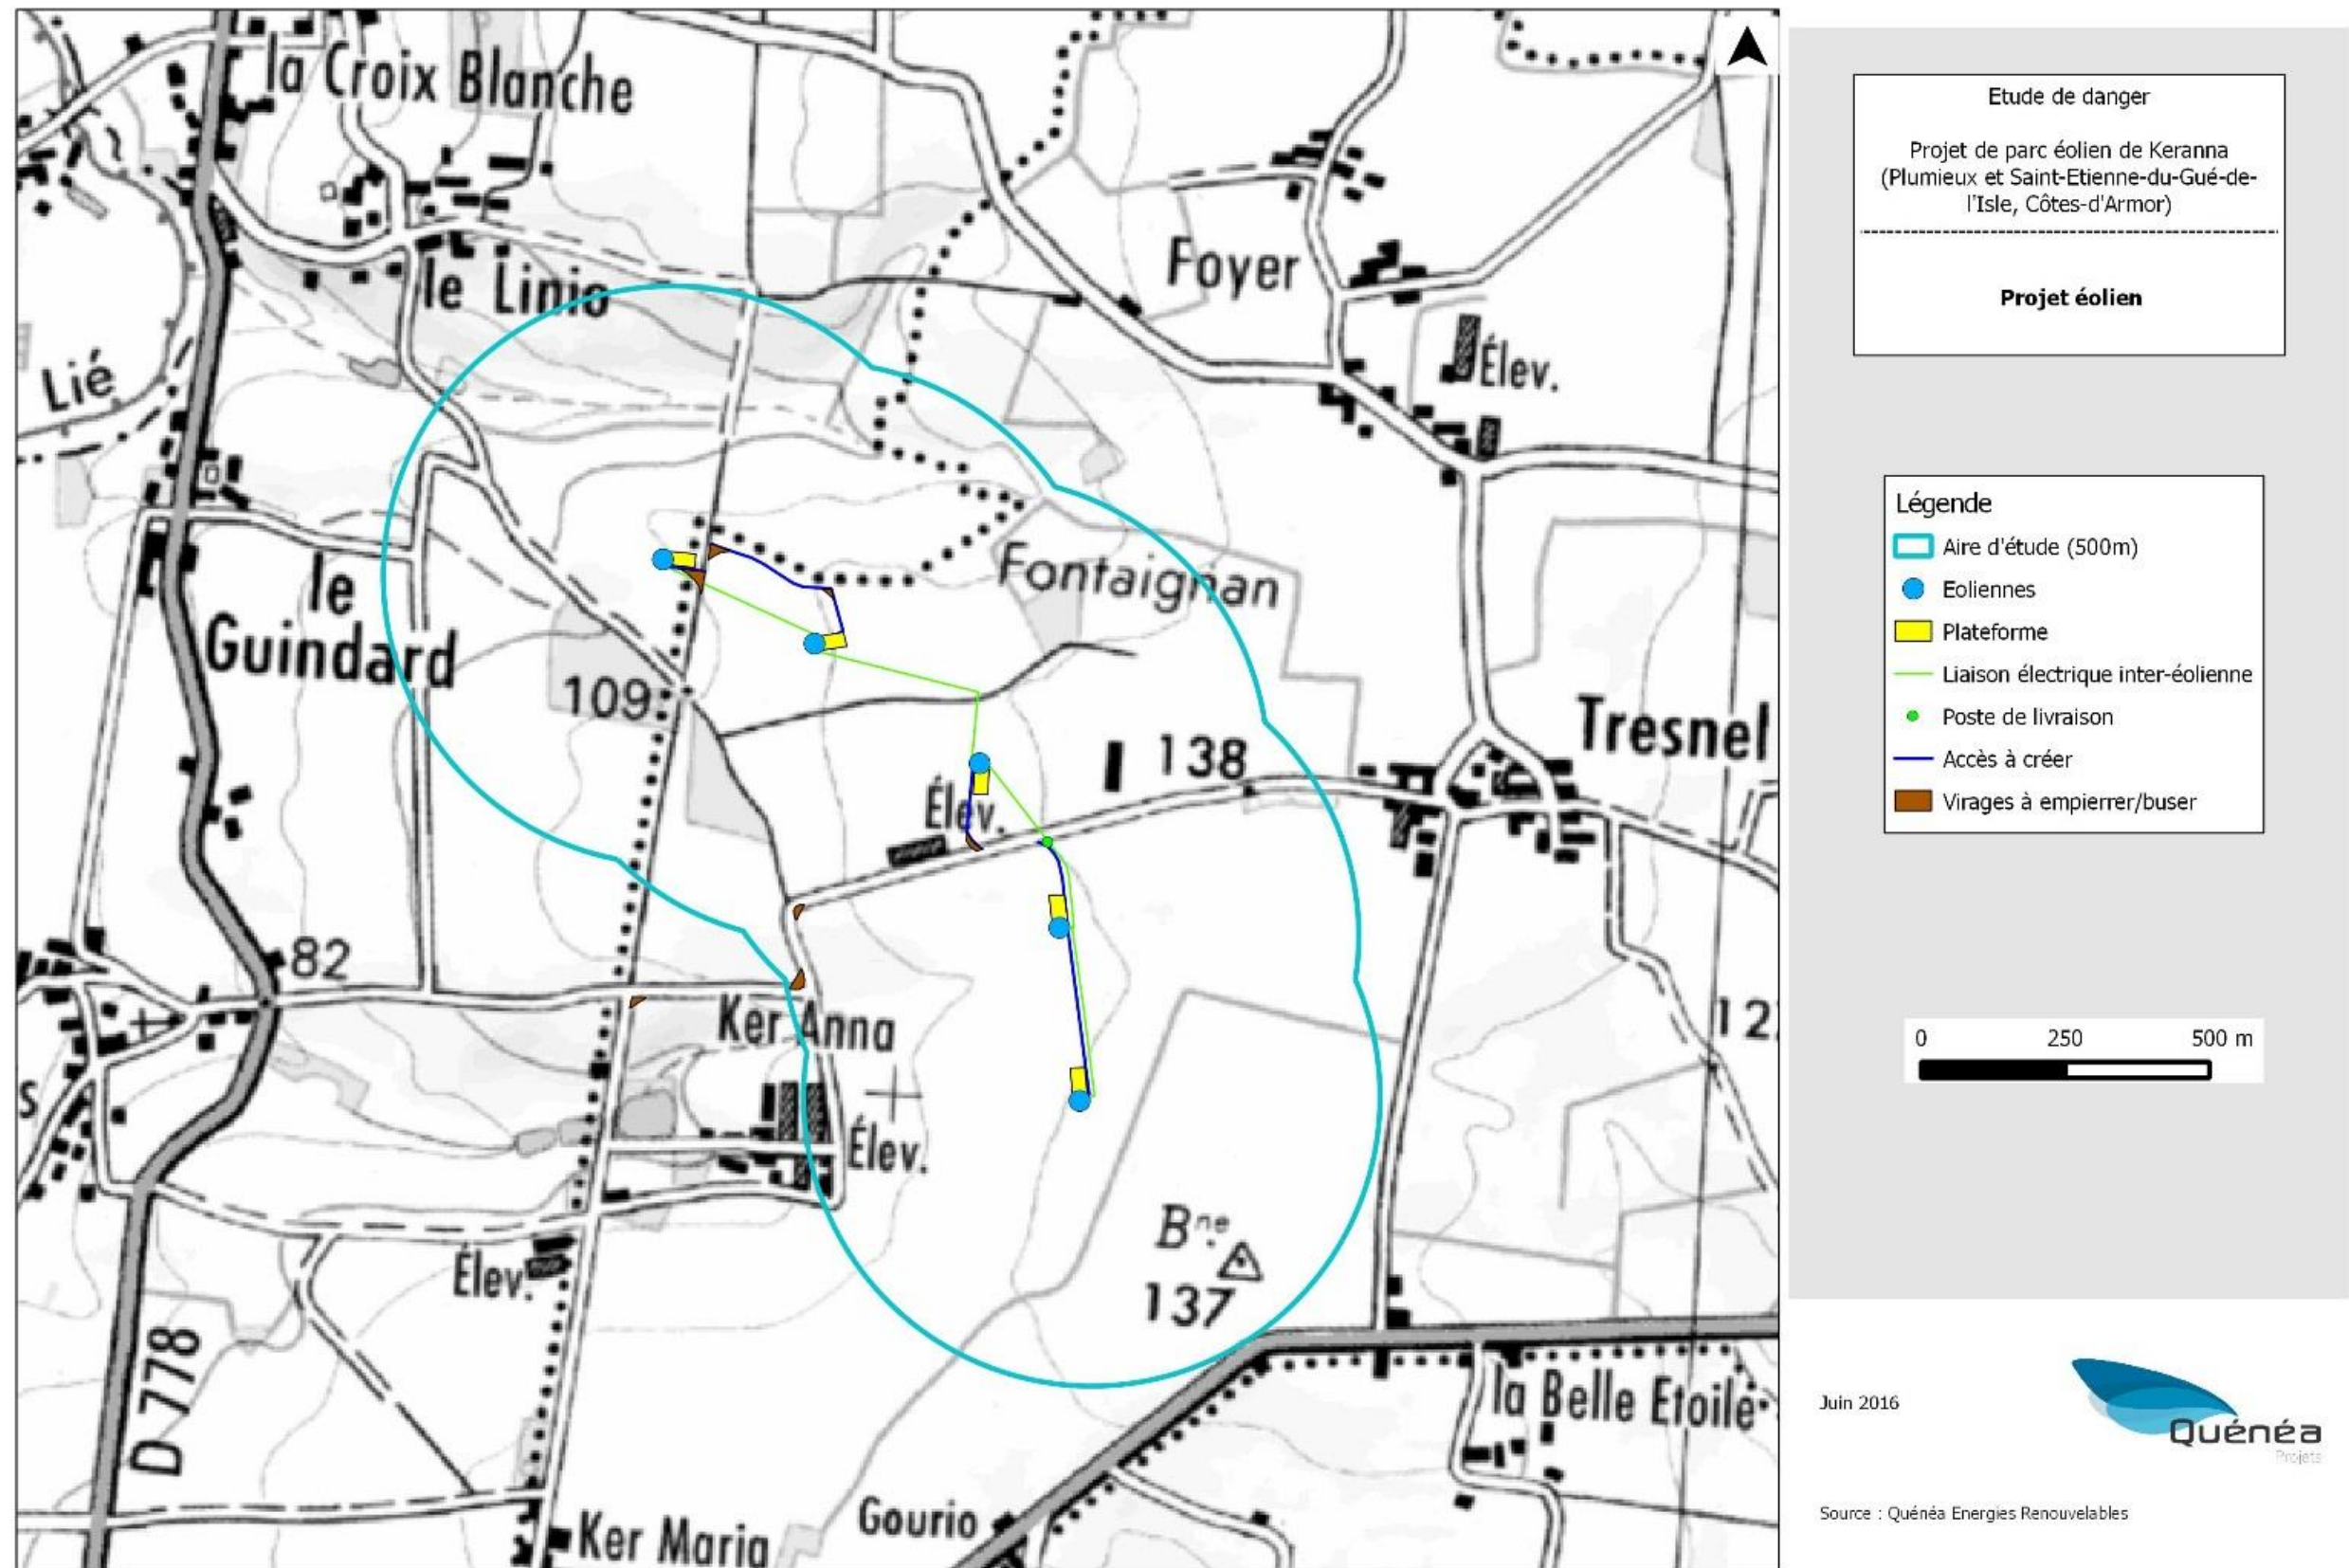 la Croix Blanche
le Linio
Lié
Foyer
Élev.
le
Guindard
Fontaignan
109
138
Tresnel
Élev.
82
Ker Anna
Élev.
12
s
Bne
137
Élev.
D 778
la Belle Etoile
Gourio
Ker Maria
Etude de danger
Projet de parc éolien de Keranna
(Plumieux et Saint-Etienne-du-Gué-de-
l'Isle, Côtes-d'Armor)
Projet éolien
Légende
Aire d'étude (500m)
Eoliennes
Plateforme
Liaison électrique inter-éolienne
Poste de livraison
Accès à créer
Virages à empierrer/buser
0 250 500 m
Juin 2016
Quénéa
Projets
Source : Quénéa Energies Renouvelables